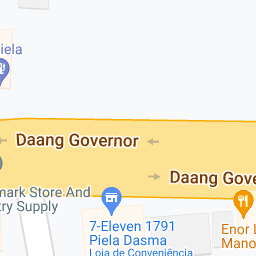 iela
Daang Governor
Daang Gove
mark Store And
try Supply
7-Eleven 1791
Piela Dasma
Loja de Conveniência
Enor L
Mano